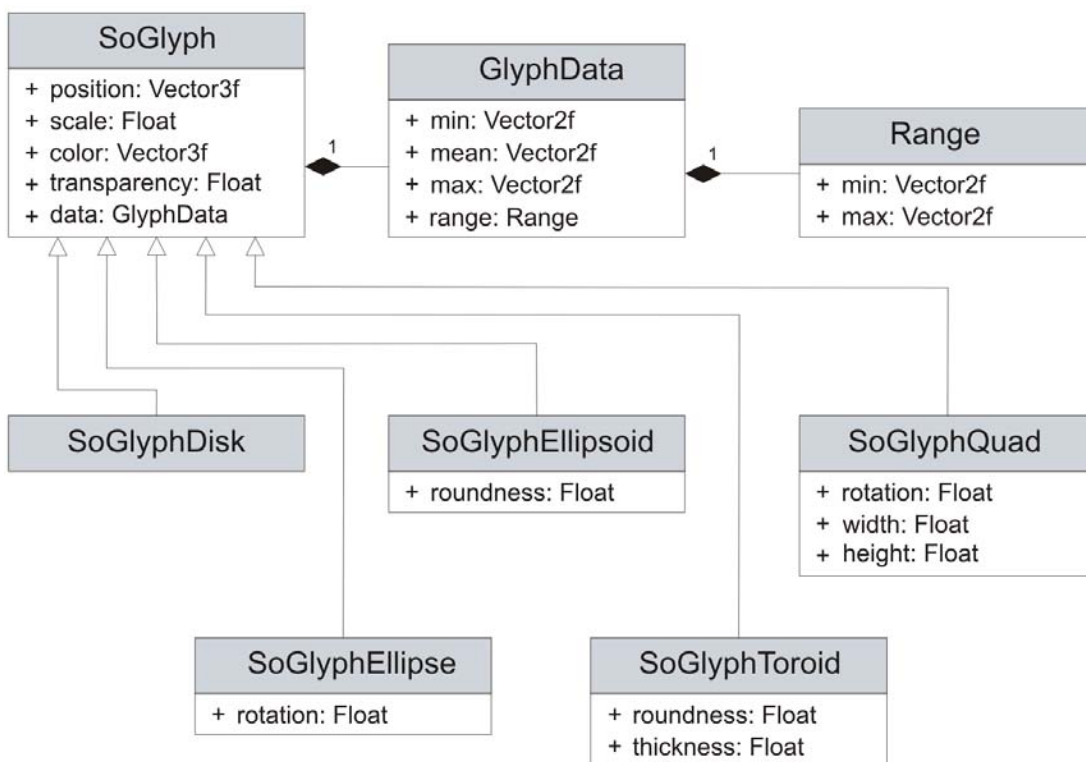 SoGlyph
+ position: Vector3f
+ scale: Float
+ color: Vector3f
+ transparency: Float
+ data: GlyphData
1
GlyphData
+ min: Vector2f
+ mean: Vector2f
+ max: Vector2f
+ range: Range
1
Range
+ min: Vector2f
+ max: Vector2f
SoGlyphDisk
SoGlyphEllipsoid
+ roundness: Float
SoGlyphQuad
+ rotation: Float
+ width: Float
+ height: Float
SoGlyphEllipse
+ rotation: Float
SoGlyphToroid
+ roundness: Float
+ thickness: Float